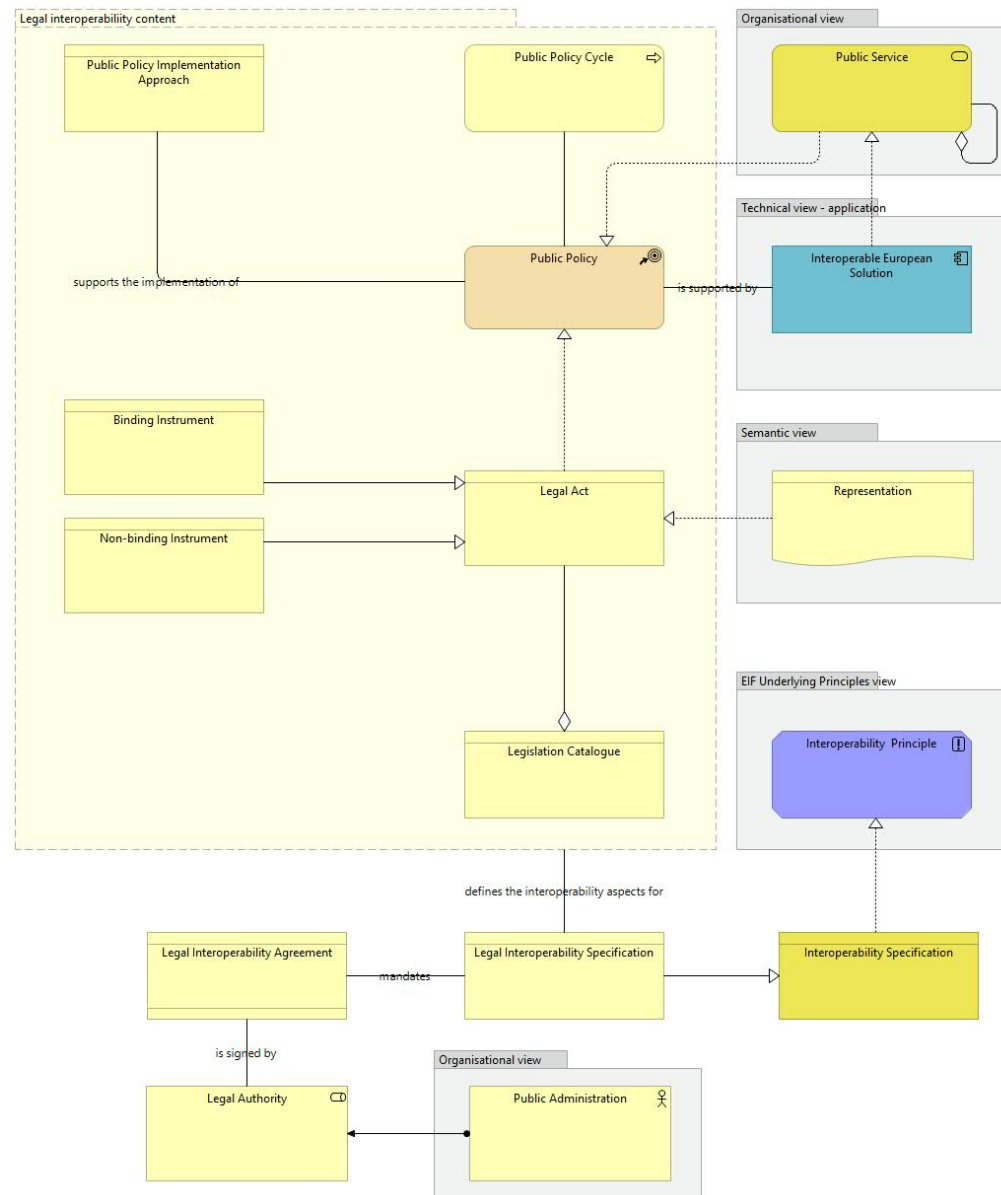 Legal interoperability content
Organisational view
Public Policy Implementation
Approach
Public Policy Cycle
Public Service
Technical view - application
Public Policy
Interoperable European
Solution
supports the implementation of
is supported by
Binding Instrument
Semantic view
Legal Act
Representation
Non-binding Instrument
EIF Underlying Principles view
Legislation Catalogue
Interoperability Principle
defines the interoperability aspects for
Legal Interoperability Agreement
mandates
Legal Interoperability Specification
Interoperability Specification
is signed by
Organisational view
Legal Authority
Public Administration